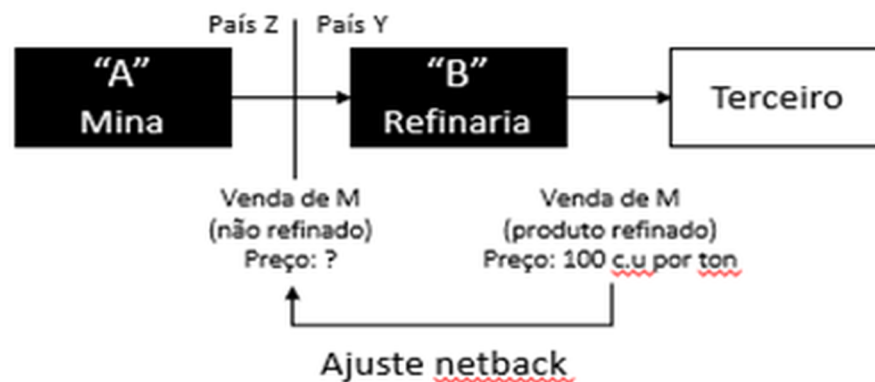 País Z País Y
“A”
Mina
“B”
Refinaria
Terceiro
Venda de M
(não refinado)
Preço: ?
Venda de M
(produto refinado)
Preço: 100 c.u por ton
Ajuste netback